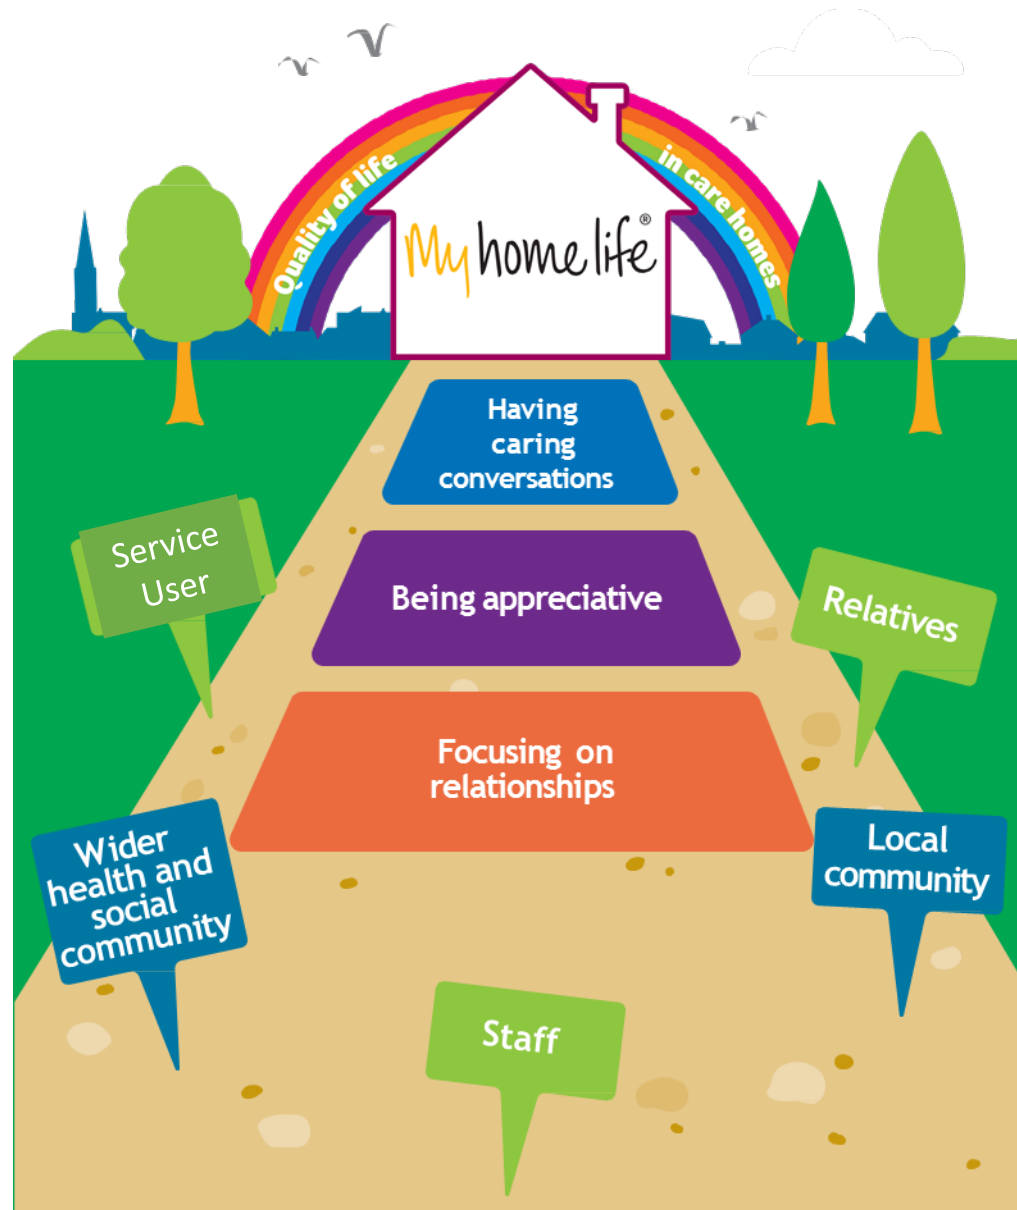 Quality of life
in care homes
My home life®
Having
caring
conversations
Service
User
Being appreciative
Relatives
Focusing on
relationships
Wider
health and
social
community
Local
community
Staff